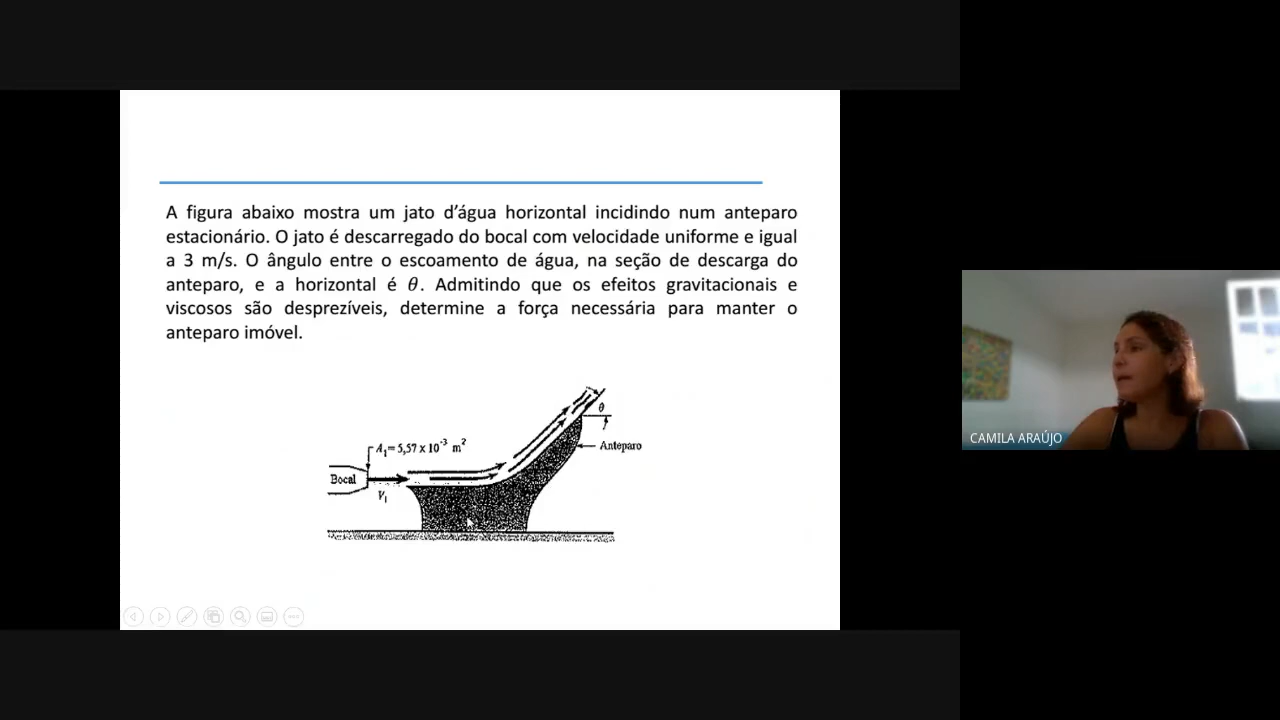 A figura abaixo mostra um jato d’água horizontal incidindo num anteparo
estacionário. O jato é descarregado do bocal com velocidade uniforme e igual
a 3 m/s. O ângulo entre o escoamento de água, na seção de descarga do
anteparo, e a horizontal é θ. Admitindo que os efeitos gravitacionais e
viscosos são desprezíveis, determine a força necessária para manter o
anteparo imóvel.
θ
A₁= 5,57 x 10⁻³ m²
Anteparo
Bocal
V₁
CAMILA ARAÚJO